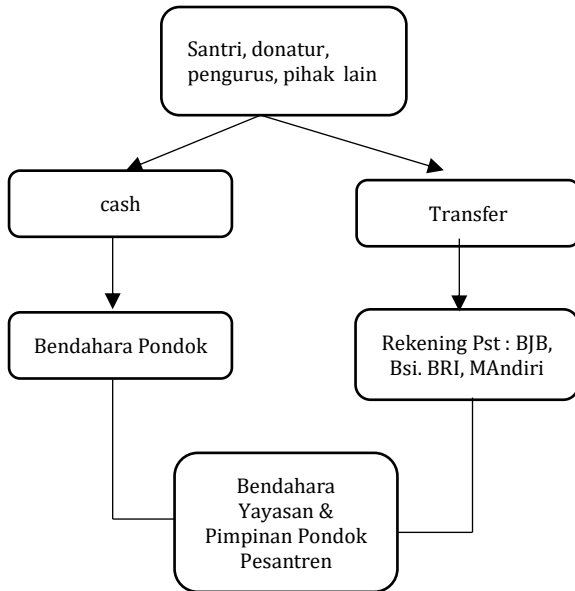 Santri, donatur,
pengurus, pihak lain
cash
Transfer
Bendahara Pondok
Rekening Pst : BJB,
Bsi. BRI, MAndiri
Bendahara
Yayasan &
Pimpinan Pondok
Pesantren